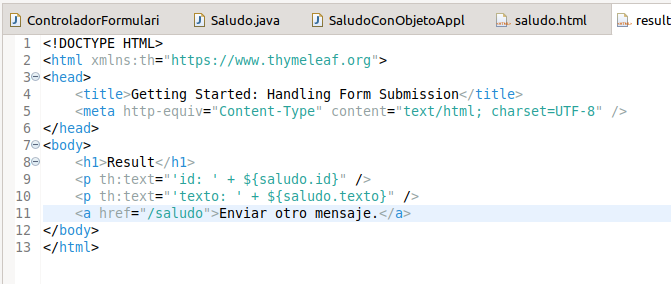 ControladorFormulari Saludo.java SaludoConObjetoAppl saludo.html result
1 <!DOCTYPE HTML>
2 <html xmlns:th="https://www.thymeleaf.org">
3 <head>
4 <title>Getting Started: Handling Form Submission</title>
5 <meta http-equiv="Content-Type" content="text/html; charset=UTF-8" />
6 </head>
7 <body>
8 <h1>Result</h1>
9 <p th:text="'id: ' + ${saludo.id}" />
10 <p th:text="'texto: ' + ${saludo.texto}" />
11 <a href="/saludo">Enviar otro mensaje.</a>
12 </body>
13 </html>